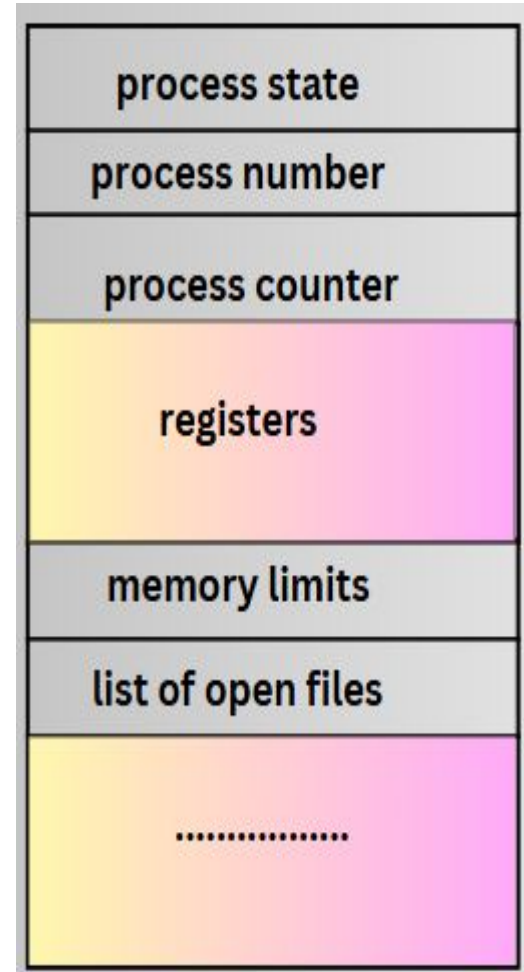 process state
process number
process counter
registers
memory limits
list of open files
.................